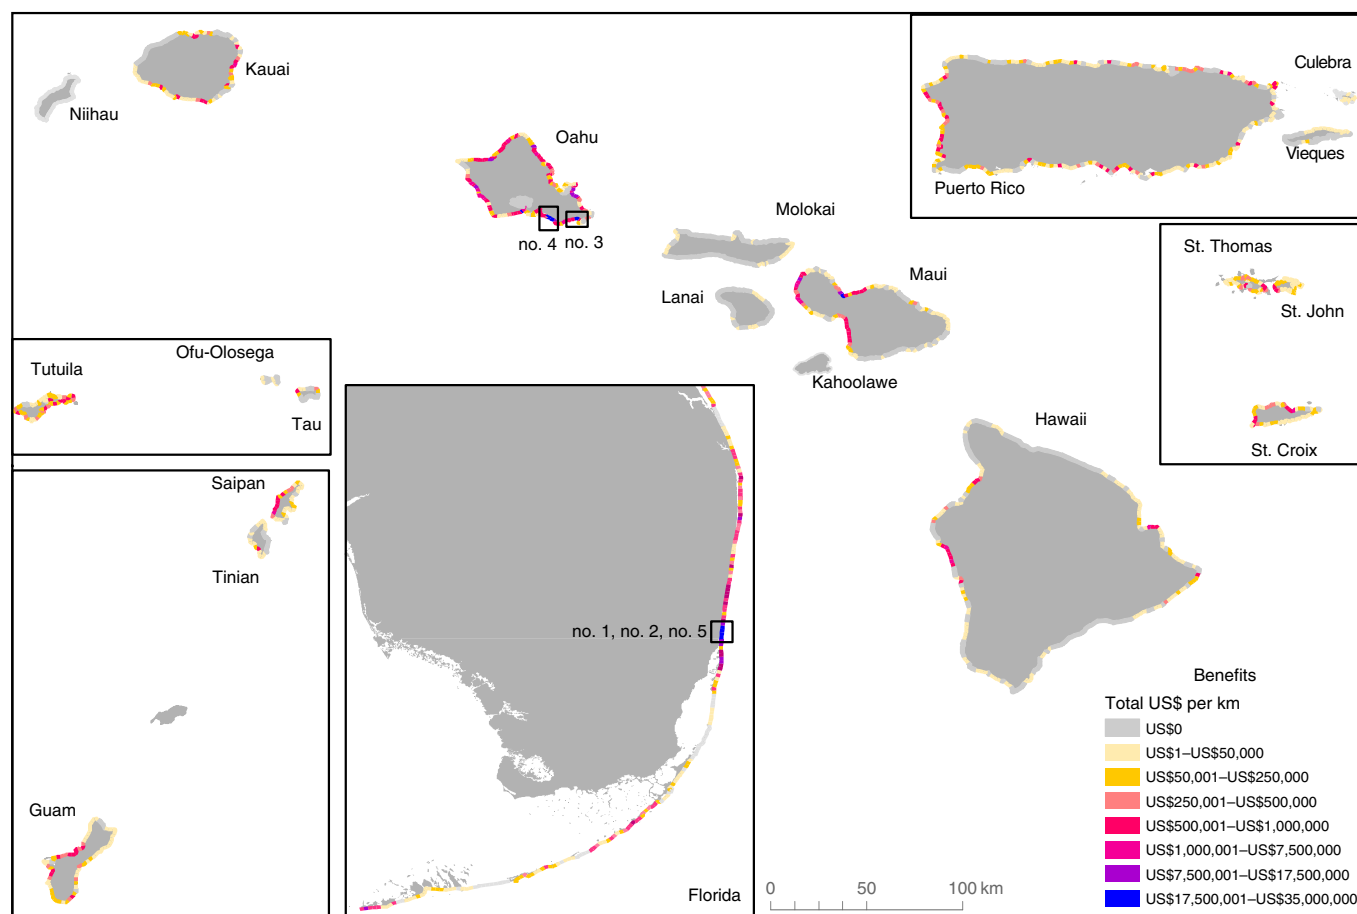 Kauai
Niihau
Oahu
no. 4
no. 3
Molokai
Lanai
Maui
Kahoolawe
Hawaii
Culebra
Vieques
Puerto Rico
St. Thomas
St. John
St. Croix
Tutuila
Ofu-Olosega
Tau
Saipan
Tinian
Guam
no. 1, no. 2, no. 5
Florida
Benefits
Total US$ per km
US$0
US$1–US$50,000
US$50,001–US$250,000
US$250,001–US$500,000
US$500,001–US$1,000,000
US$1,000,001–US$7,500,000
US$7,500,001–US$17,500,000
US$17,500,001–US$35,000,000
0 50 100 km